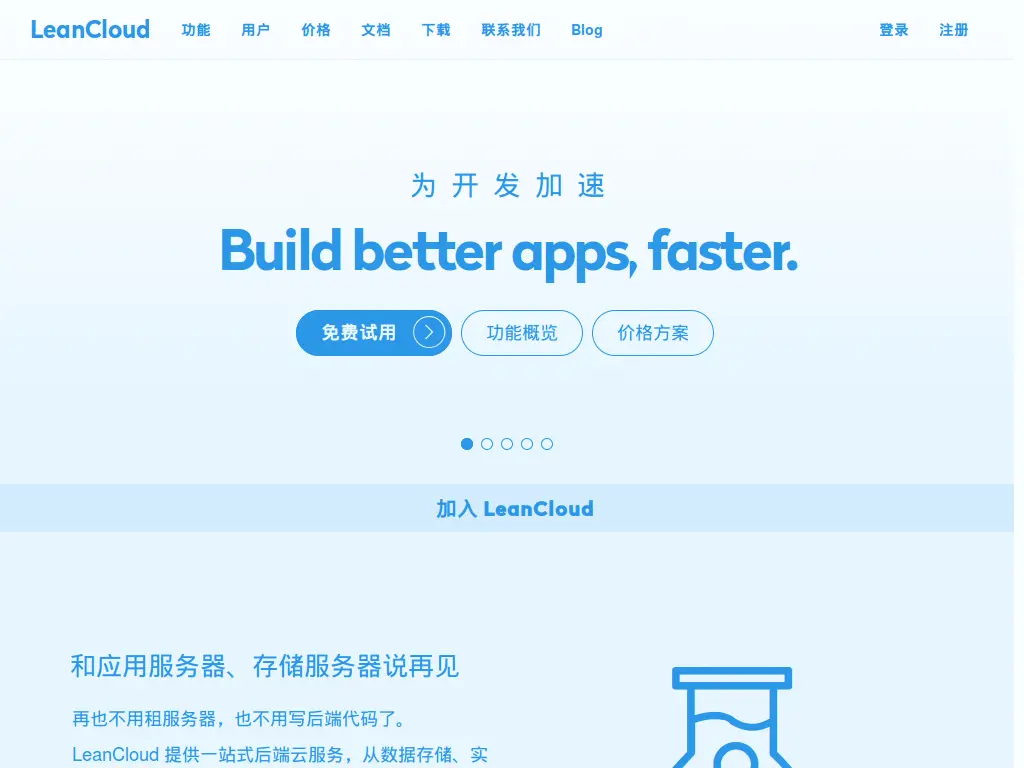 LeanCloud 功能 用户 价格 文档 下载 联系我们 Blog 登录 注册
为开发加速
Build better apps, faster.
免费试用 功能概览 价格方案
加入 LeanCloud
和应用服务器、存储服务器说再见
再也不用租服务器，也不用写后端代码了。
LeanCloud 提供一站式后端云服务，从数据存储、实